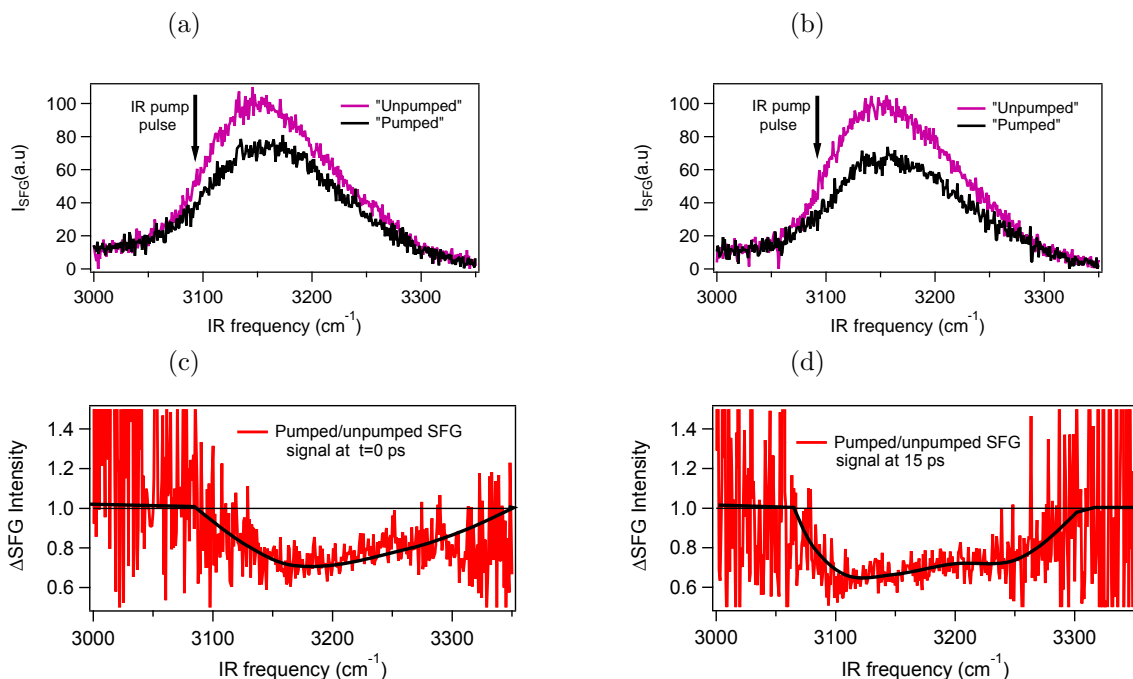 (a)
(b)
IR pump
pulse
"Unpumped"
"Pumped"
I_SFG(a.u)
100
80
60
40
20
0
3000
3100
3200
3300
IR frequency (cm⁻¹)
IR pump
pulse
"Unpumped"
"Pumped"
I_SFG(a.u)
100
80
60
40
20
0
3000
3100
3200
3300
IR frequency (cm⁻¹)
(c)
(d)
Pumped/unpumped SFG
signal at t=0 ps
ΔSFG Intensity
1.4
1.2
1.0
0.8
0.6
3000
3100
3200
3300
IR frequency (cm⁻¹)
Pumped/unpumped SFG
signal at 15 ps
ΔSFG Intensity
1.4
1.2
1.0
0.8
0.6
3000
3100
3200
3300
IR frequency (cm⁻¹)